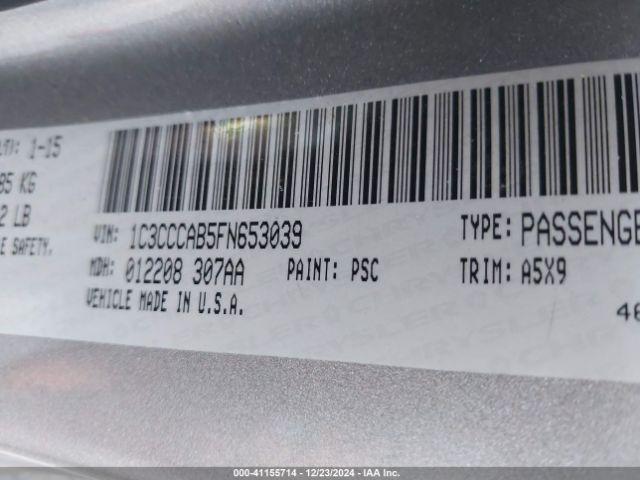 1-15
85 KG
2 LB
E SAFETY.
VIN: 1C3CCCAB5FN653039 TYPE: PASSENGE
MDH: 012208 307AA PAINT: PSC TRIM: A5X9
VEHICLE MADE IN U.S.A.
CHRYSLER
000-41155714 - 12/23/2024 - IAA Inc.